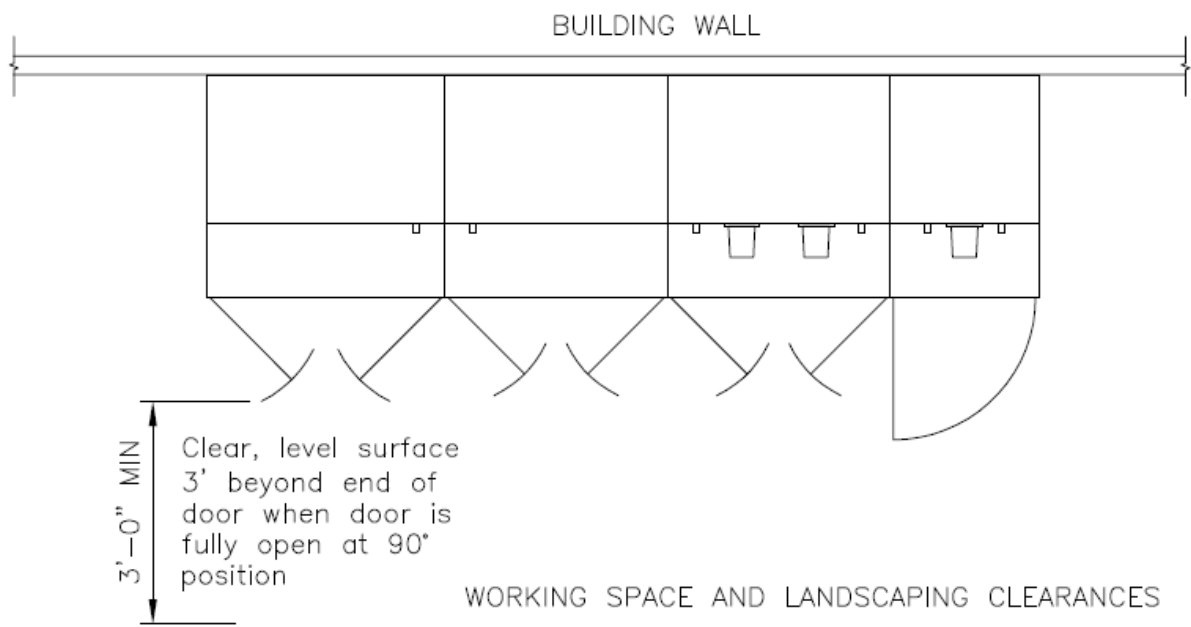 BUILDING WALL
3'-0" MIN
Clear, level surface
3' beyond end of
door when door is
fully open at 90°
position
WORKING SPACE AND LANDSCAPING CLEARANCES